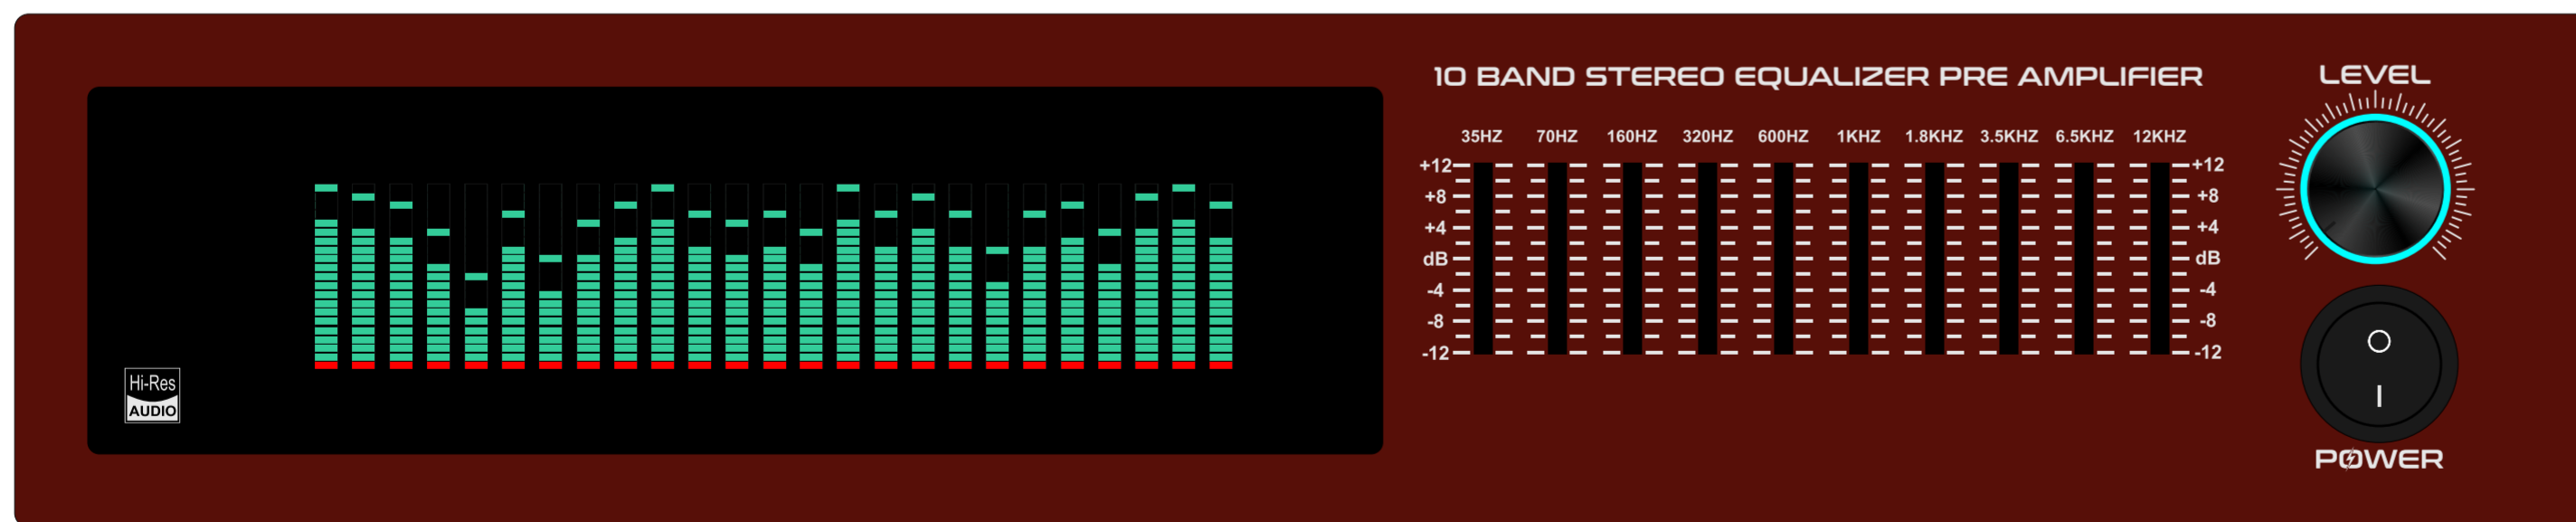 10 BAND STEREO EQUALIZER PRE AMPLIFIER
LEVEL
35HZ 70HZ 160HZ 320HZ 600HZ 1KHZ 1.8KHZ 3.5KHZ 6.5KHZ 12KHZ
+12 +12
+8 +8
+4 +4
dB dB
-4 -4
-8 -8
-12 -12
Hi-Res
AUDIO
POWER